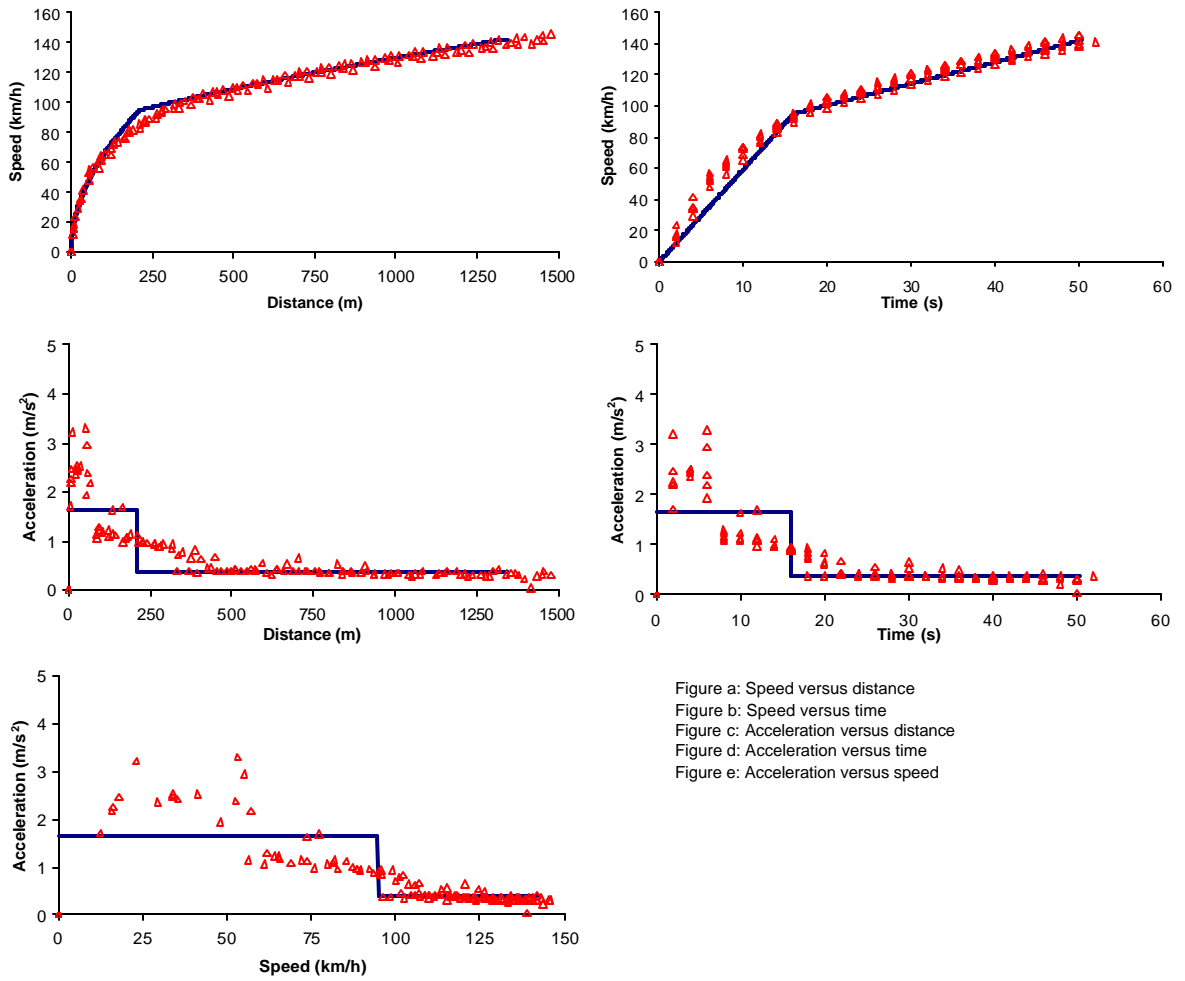 160
140
120
100
80
60
40
20
0
Speed (km/h)
0 250 500 750 1000 1250 1500
Distance (m)
160
140
120
100
80
60
40
20
0
Speed (km/h)
0 10 20 30 40 50 60
Time (s)
5
4
3
2
1
0
Acceleration (m/s²)
0 250 500 750 1000 1250 1500
Distance (m)
5
4
3
2
1
0
Acceleration (m/s²)
0 10 20 30 40 50 60
Time (s)
5
4
3
2
1
0
Acceleration (m/s²)
0 25 50 75 100 125 150
Speed (km/h)
Figure a: Speed versus distance
Figure b: Speed versus time
Figure c: Acceleration versus distance
Figure d: Acceleration versus time
Figure e: Acceleration versus speed